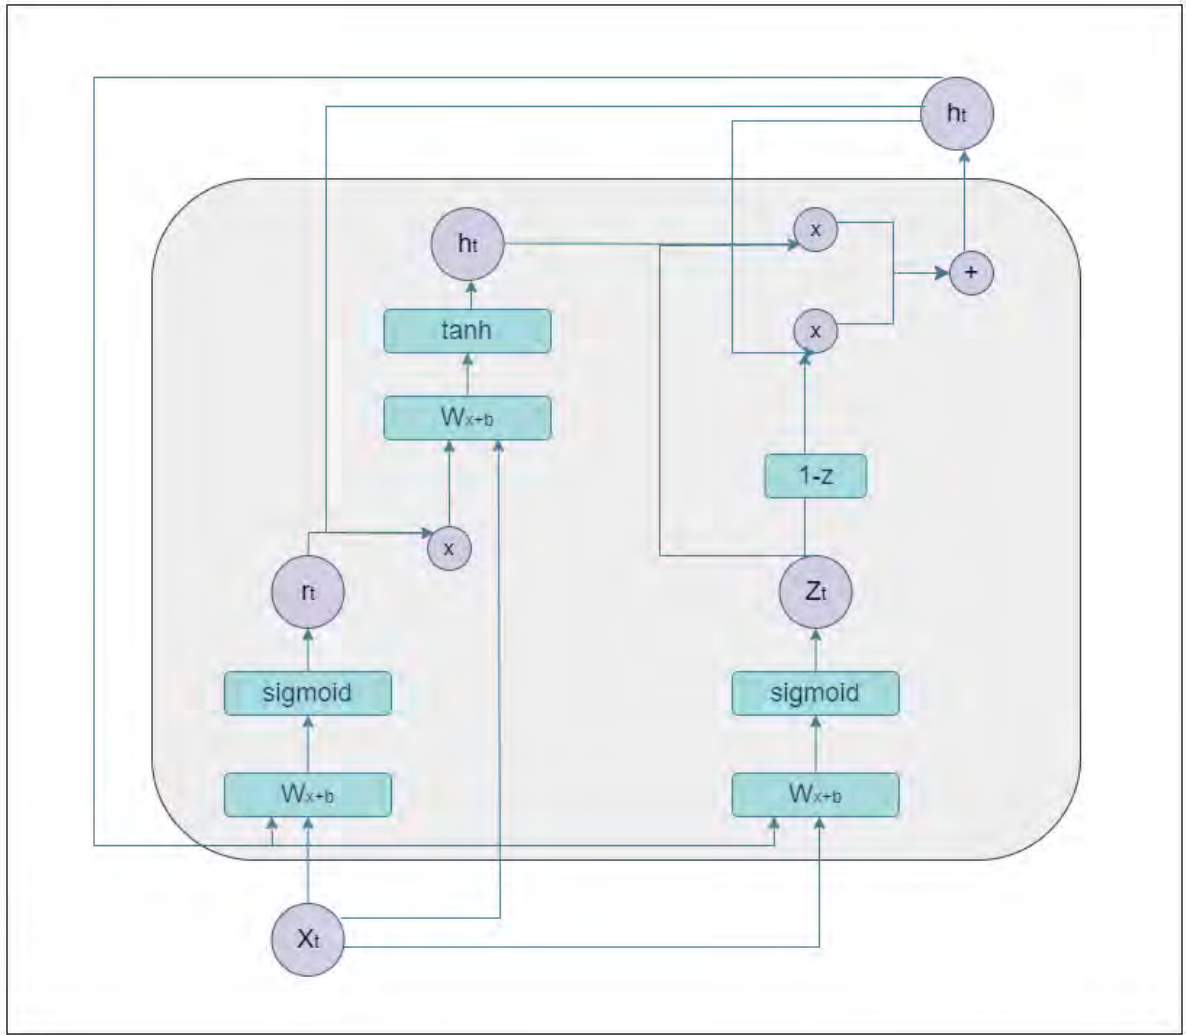 ht
ht
x
tanh
x
+
Wx+b
1-z
x
rt
Zt
sigmoid
sigmoid
Wx+b
Wx+b
Xt